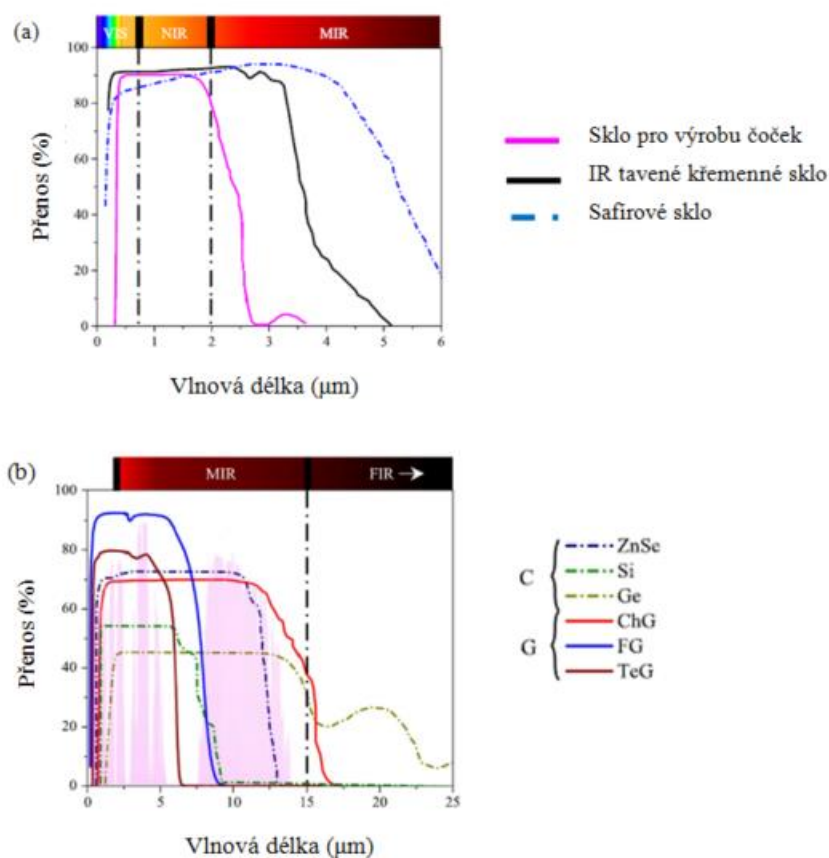 (a)
VIS NIR MIR
100
80
60
40
20
0
Přenos (%)
0 1 2 3 4 5 6
Vlnová délka (μm)
Sklo pro výrobu čoček
IR tavené křemenné sklo
Safírové sklo
(b)
MIR FIR →
100
80
60
40
20
0
Přenos (%)
0 5 10 15 20 25
Vlnová délka (μm)
C
ZnSe
Si
Ge
G
ChG
FG
TeG